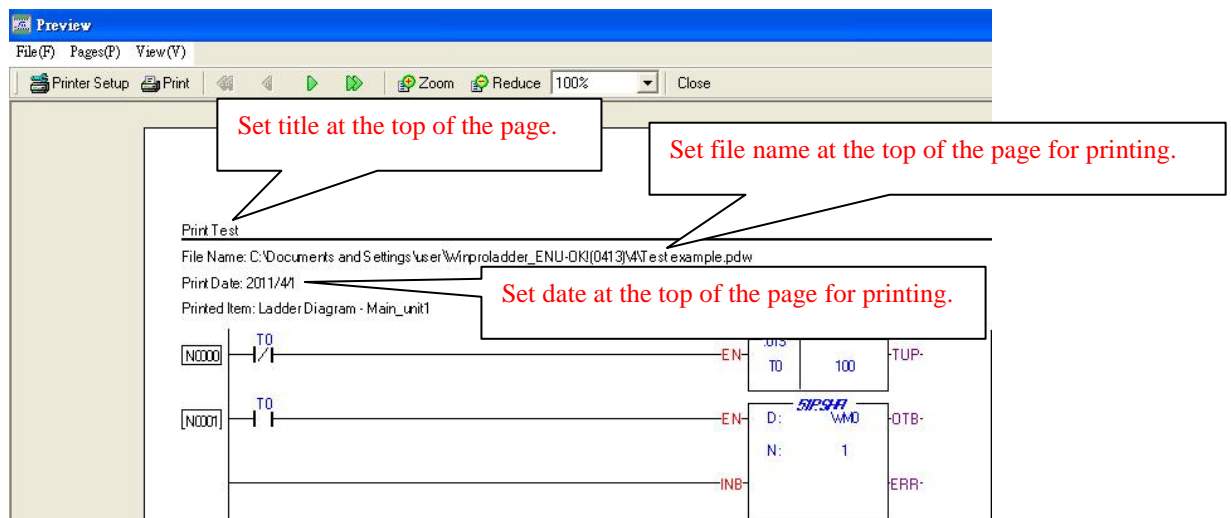 Preview
File(F) Pages(P) View(V)
Printer Setup Print Zoom Reduce 100% Close
Set title at the top of the page.
Set file name at the top of the page for printing.
Print Test
File Name: C:\Documents and Settings\user\Winproladder_ENU-OKI(0413)\4\Test example.pdw
Print Date: 2011/4/1
Set date at the top of the page for printing.
Printed Item: Ladder Diagram - Main_unit1
T0
N0000 EN T0 100 TUP
T0
N0001 EN D: WM0 OTB
N: 1
INB ERR